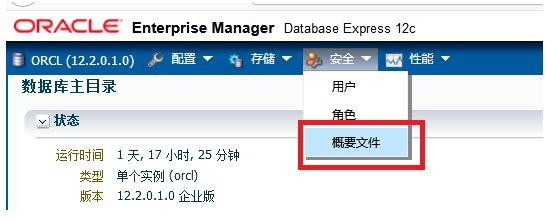 ORACLE Enterprise Manager Database Express 12c
ORCL (12.2.0.1.0) 配置 存储 安全 性能
用户
角色
概要文件
数据库主目录
状态
运行时间 1 天, 17 小时, 25 分钟
类型 单个实例 (orcl)
版本 12.2.0.1.0 企业版